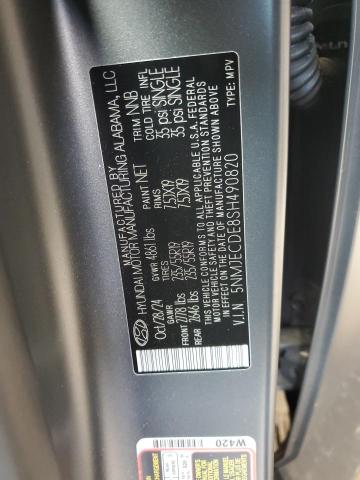 MANUFACTURED BY
HYUNDAI MOTOR MANUFACTURING ALABAMA, LLC
Oct/28/24 GVWR 4861 lbs PAINT NET TRIM NNB
GAWR TIRES RIMS COLD TIRE INFL
FRONT 2778 lbs 235/55R19 7.5JX19 35 psi SINGLE
REAR 2646 lbs 235/55R19 7.5JX19 35 psi SINGLE
THIS VEHICLE CONFORMS TO ALL APPLICABLE U.S.A. FEDERAL
MOTOR VEHICLE SAFETY, BUMPER, AND THEFT PREVENTION STANDARDS
IN EFFECT ON THE DATE OF MANUFACTURE SHOWN ABOVE.
V.I.N 5NMJECDE8SH490820 TYPE: MPV
W420